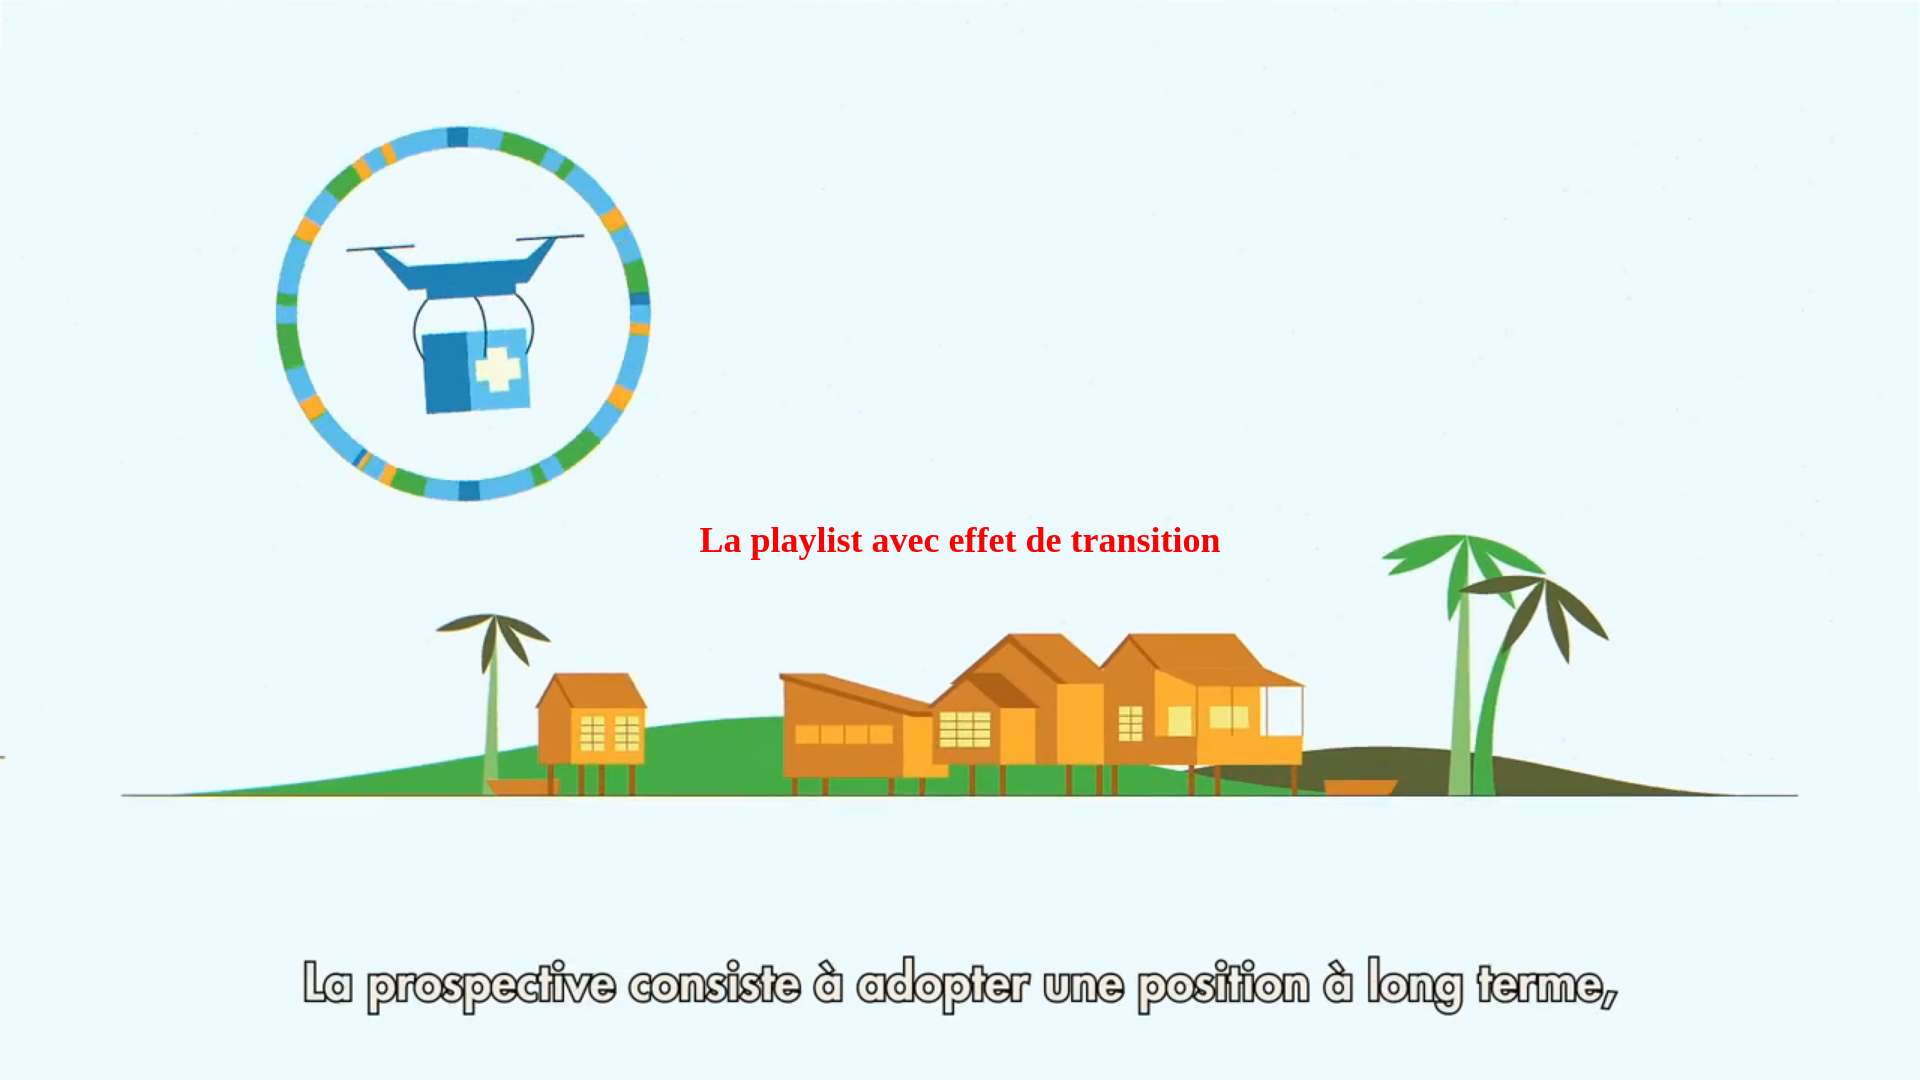 La playlist avec effet de transition
La prospective consiste à adopter une position à long terme,